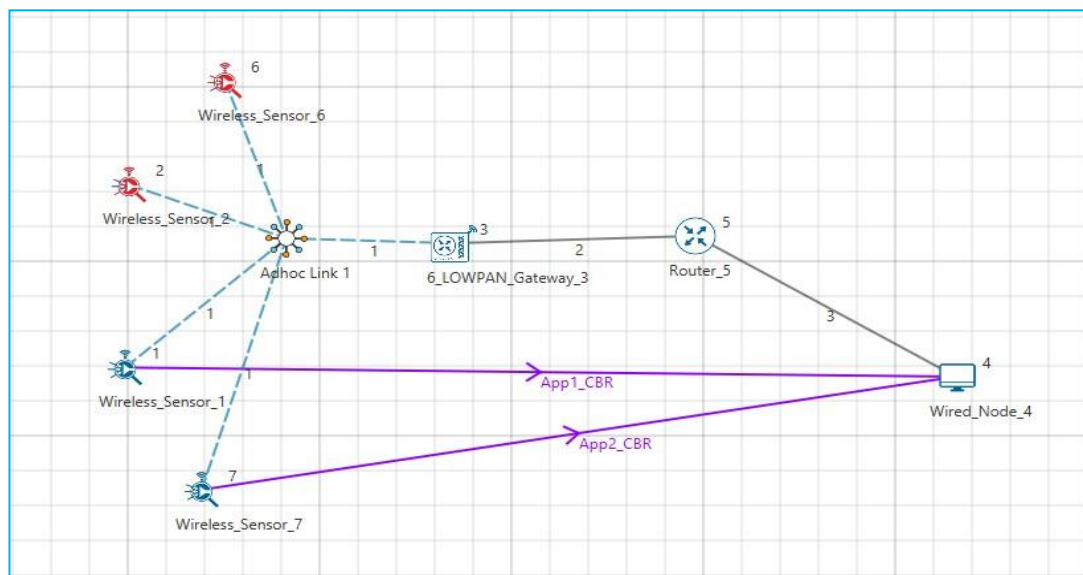 6
Wireless_Sensor_6
1
2
Wireless_Sensor_2
1
3
5
1
2
Adhoc Link 1
6_LOWPAN_Gateway_3
Router_5
1
3
1
1
4
App1_CBR
Wireless_Sensor_1
Wired_Node_4
App2_CBR
7
Wireless_Sensor_7